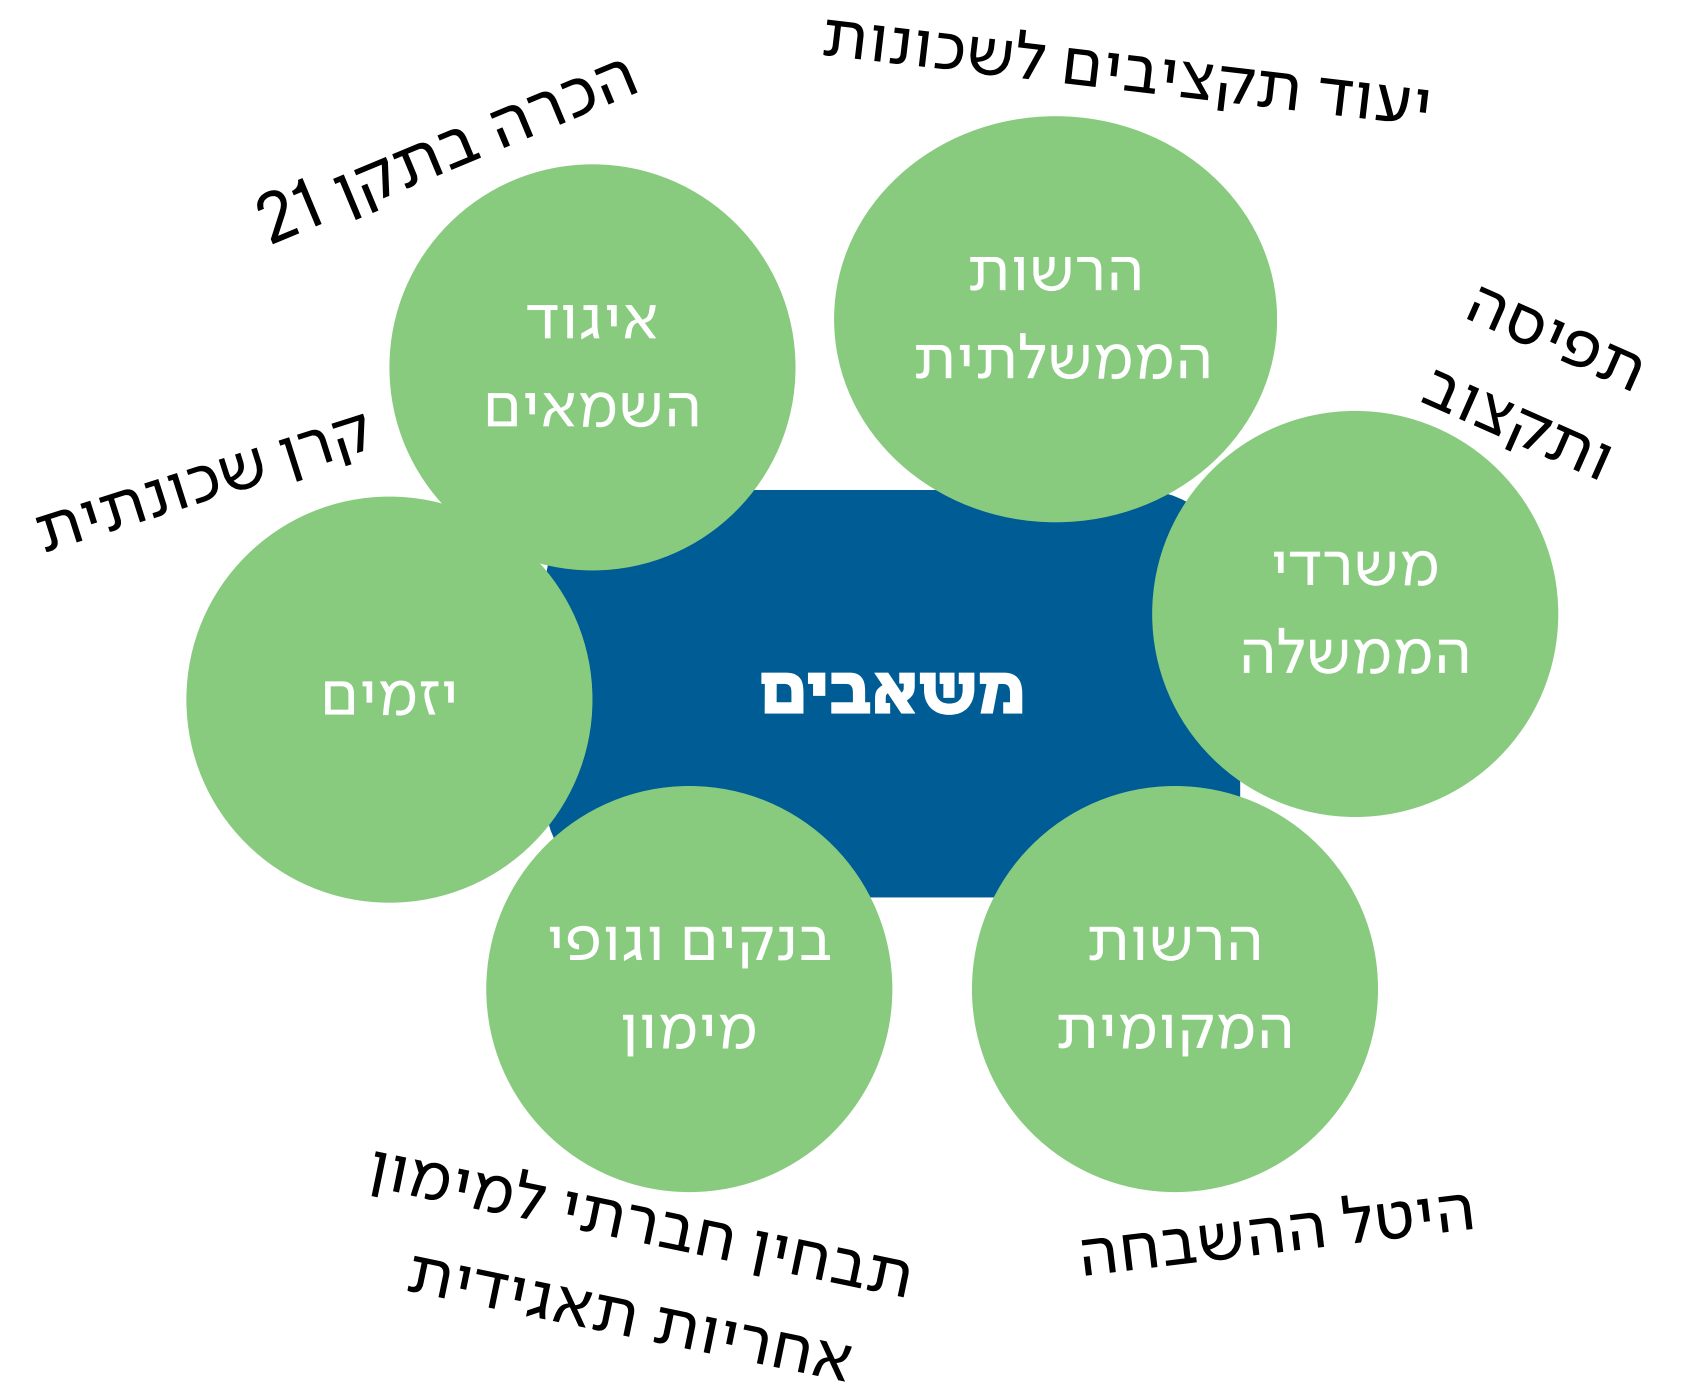 יעוד תקציבים לשכונות
הכרה בתקן 21
הרשות
הממשלתית
איגוד
השמאים
תפיסה
ותקצוב
קרן שכונתית
משרדי
הממשלה
משאבים
יזמים
הרשות
המקומית
בנקים וגופי
מימון
היטל ההשבחה
תבחין חברתי למימון
אחריות תאגידית